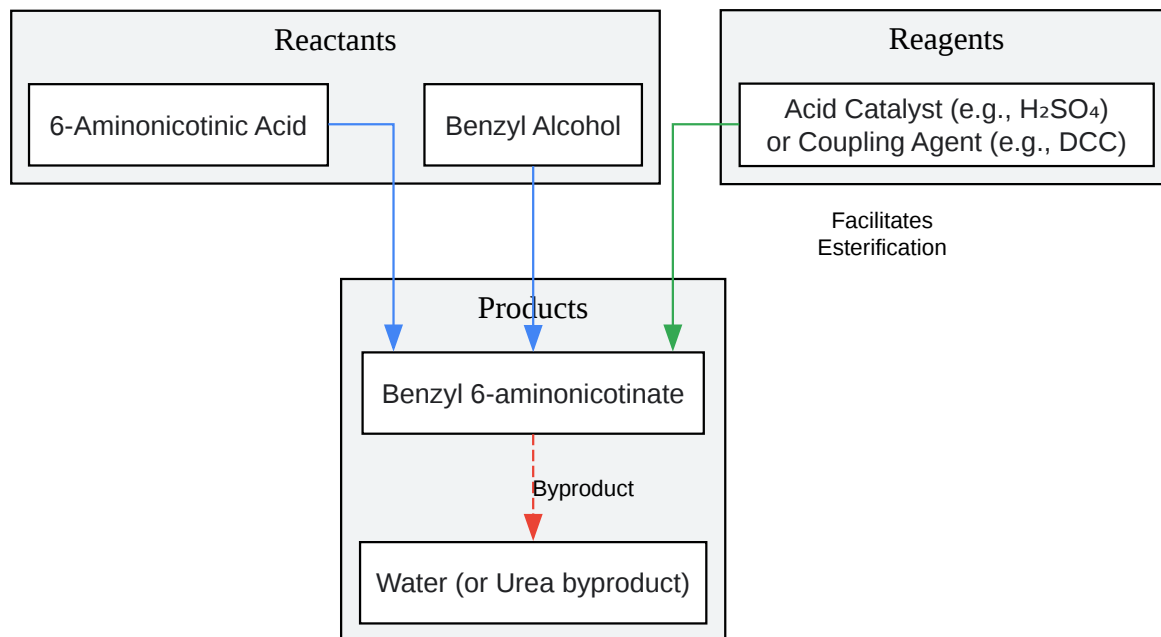 Reactants
6-Aminonicotinic Acid
Benzyl Alcohol
Reagents
Acid Catalyst (e.g., H₂SO₄)
or Coupling Agent (e.g., DCC)
Facilitates
Esterification
Products
Benzyl 6-aminonicotinate
Byproduct
Water (or Urea byproduct)